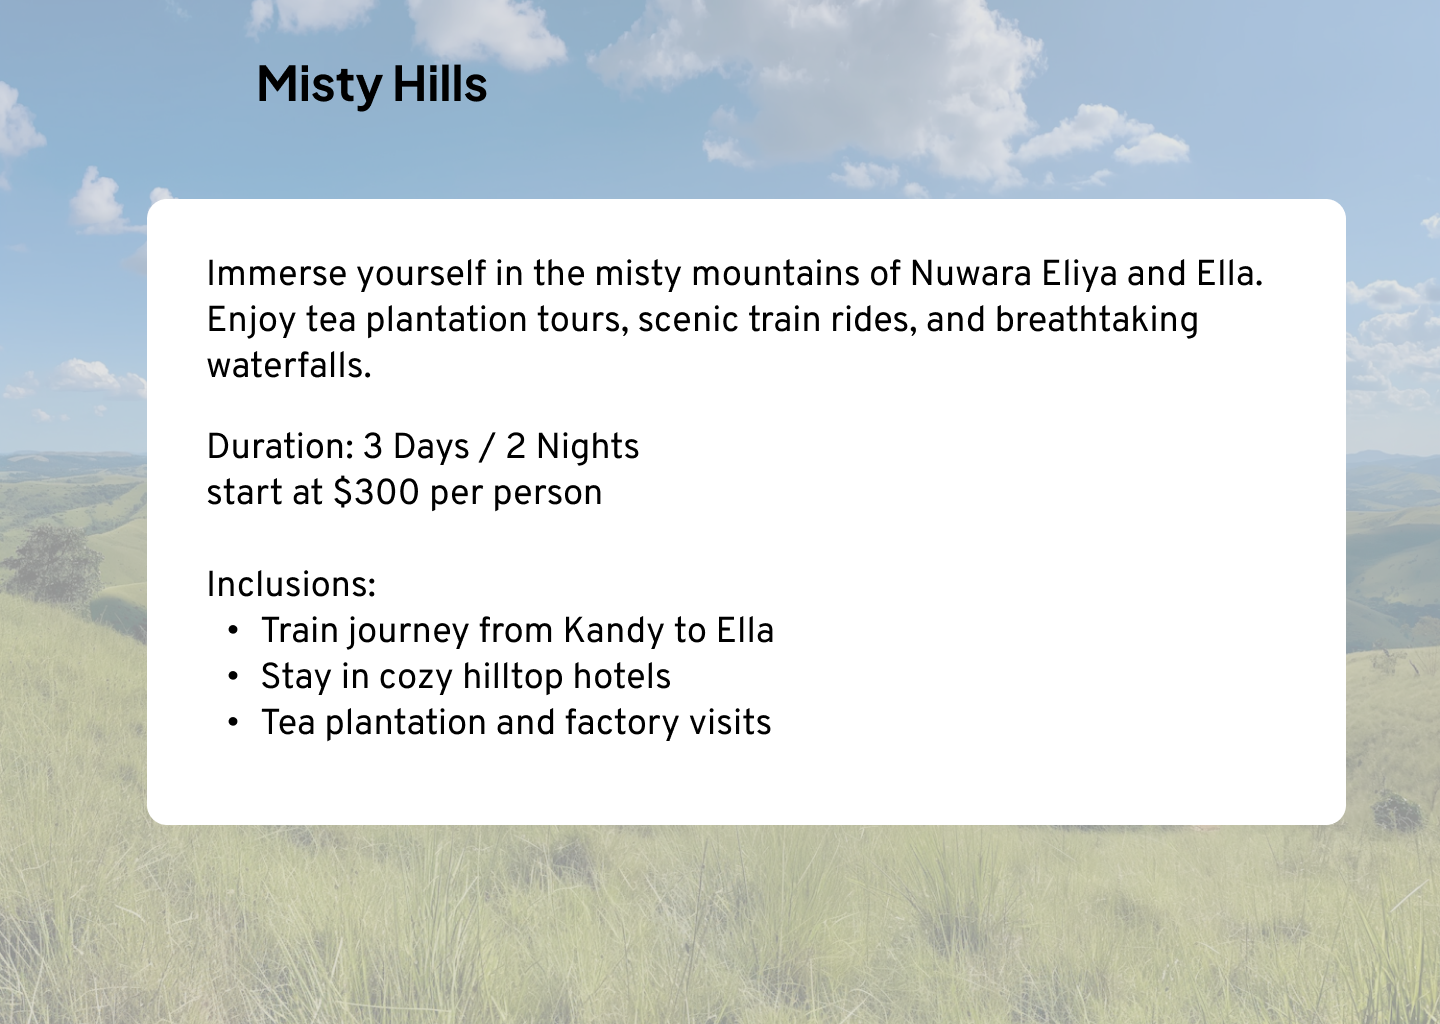 Misty Hills
Immerse yourself in the misty mountains of Nuwara Eliya and Ella.
Enjoy tea plantation tours, scenic train rides, and breathtaking
waterfalls.
Duration: 3 Days / 2 Nights
start at $300 per person
Inclusions:
• Train journey from Kandy to Ella
• Stay in cozy hilltop hotels
• Tea plantation and factory visits